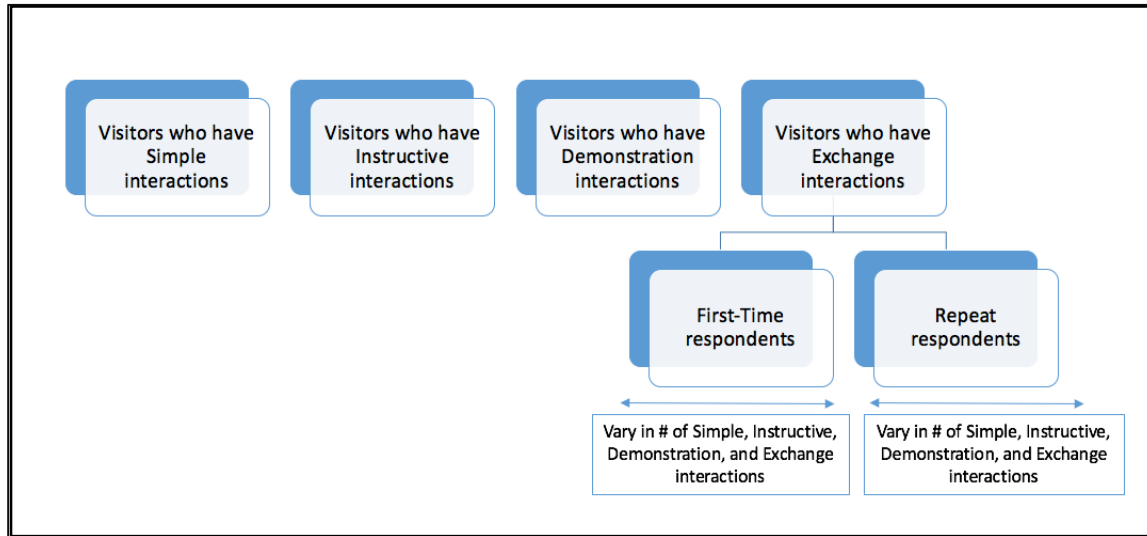 Visitors who have
Simple
interactions
Visitors who have
Instructive
interactions
Visitors who have
Demonstration
interactions
Visitors who have
Exchange
interactions
First-Time
respondents
Repeat
respondents
Vary in # of Simple, Instructive,
Demonstration, and Exchange
interactions
Vary in # of Simple, Instructive,
Demonstration, and Exchange
interactions